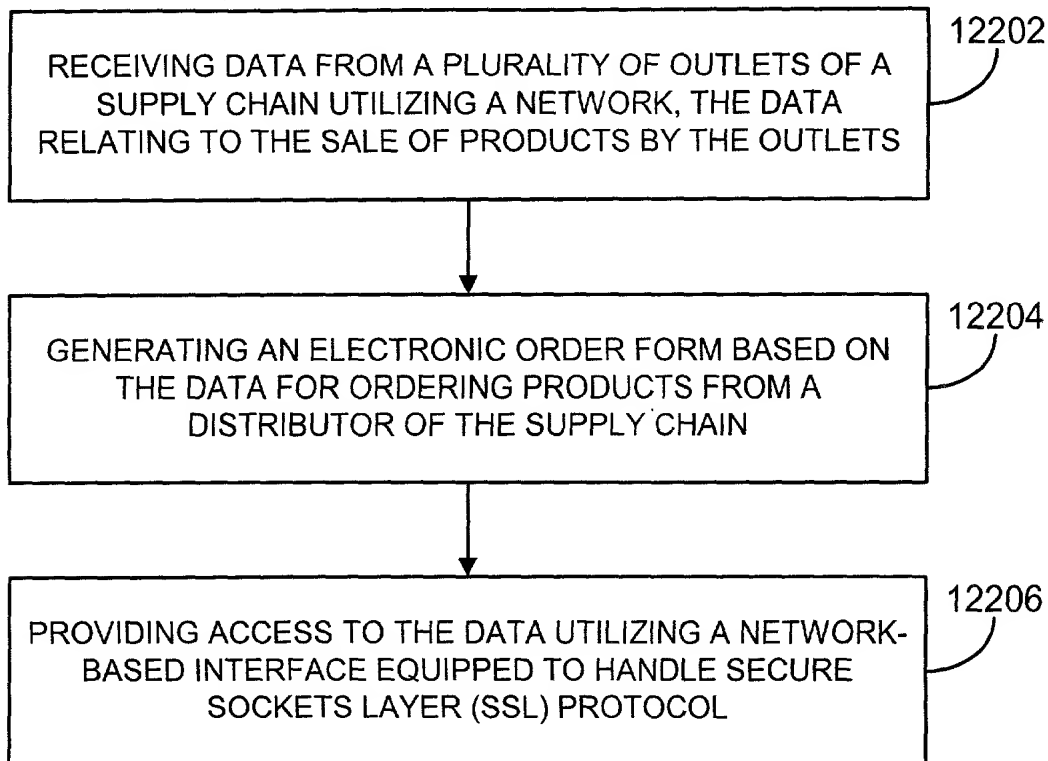 12202
RECEIVING DATA FROM A PLURALITY OF OUTLETS OF A
SUPPLY CHAIN UTILIZING A NETWORK, THE DATA
RELATING TO THE SALE OF PRODUCTS BY THE OUTLETS
12204
GENERATING AN ELECTRONIC ORDER FORM BASED ON
THE DATA FOR ORDERING PRODUCTS FROM A
DISTRIBUTOR OF THE SUPPLY CHAIN
12206
PROVIDING ACCESS TO THE DATA UTILIZING A NETWORK-
BASED INTERFACE EQUIPPED TO HANDLE SECURE
SOCKETS LAYER (SSL) PROTOCOL